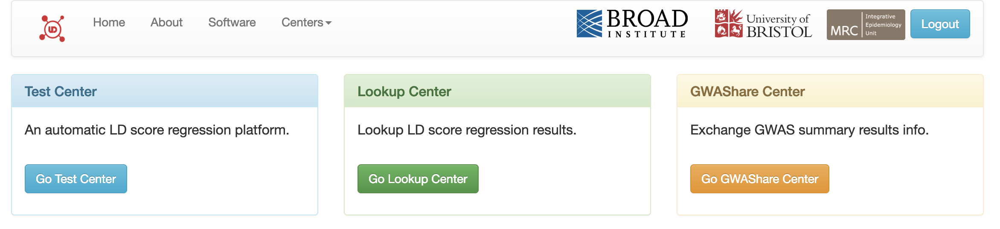 LD
Home
About
Software
Centers
BROAD
INSTITUTE
University of
BRISTOL
MRC
Integrative
Epidemiology
Unit
Logout
Test Center
An automatic LD score regression platform.
Go Test Center
Lookup Center
Lookup LD score regression results.
Go Lookup Center
GWAShare Center
Exchange GWAS summary results info.
Go GWAShare Center